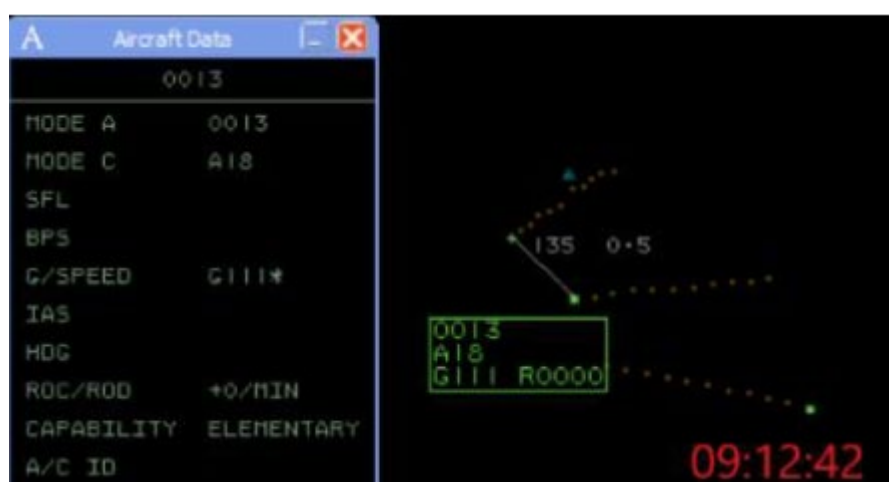 A Aircraft Data
0013
MODE A 0013
MODE C A18
SFL
BPS
G/SPEED G111*
IAS
HDG
ROC/ROD +0/MIN
CAPABILITY ELEMENTARY
A/C ID
135 0·5
0013
A18
G111 R0000
09:12:42